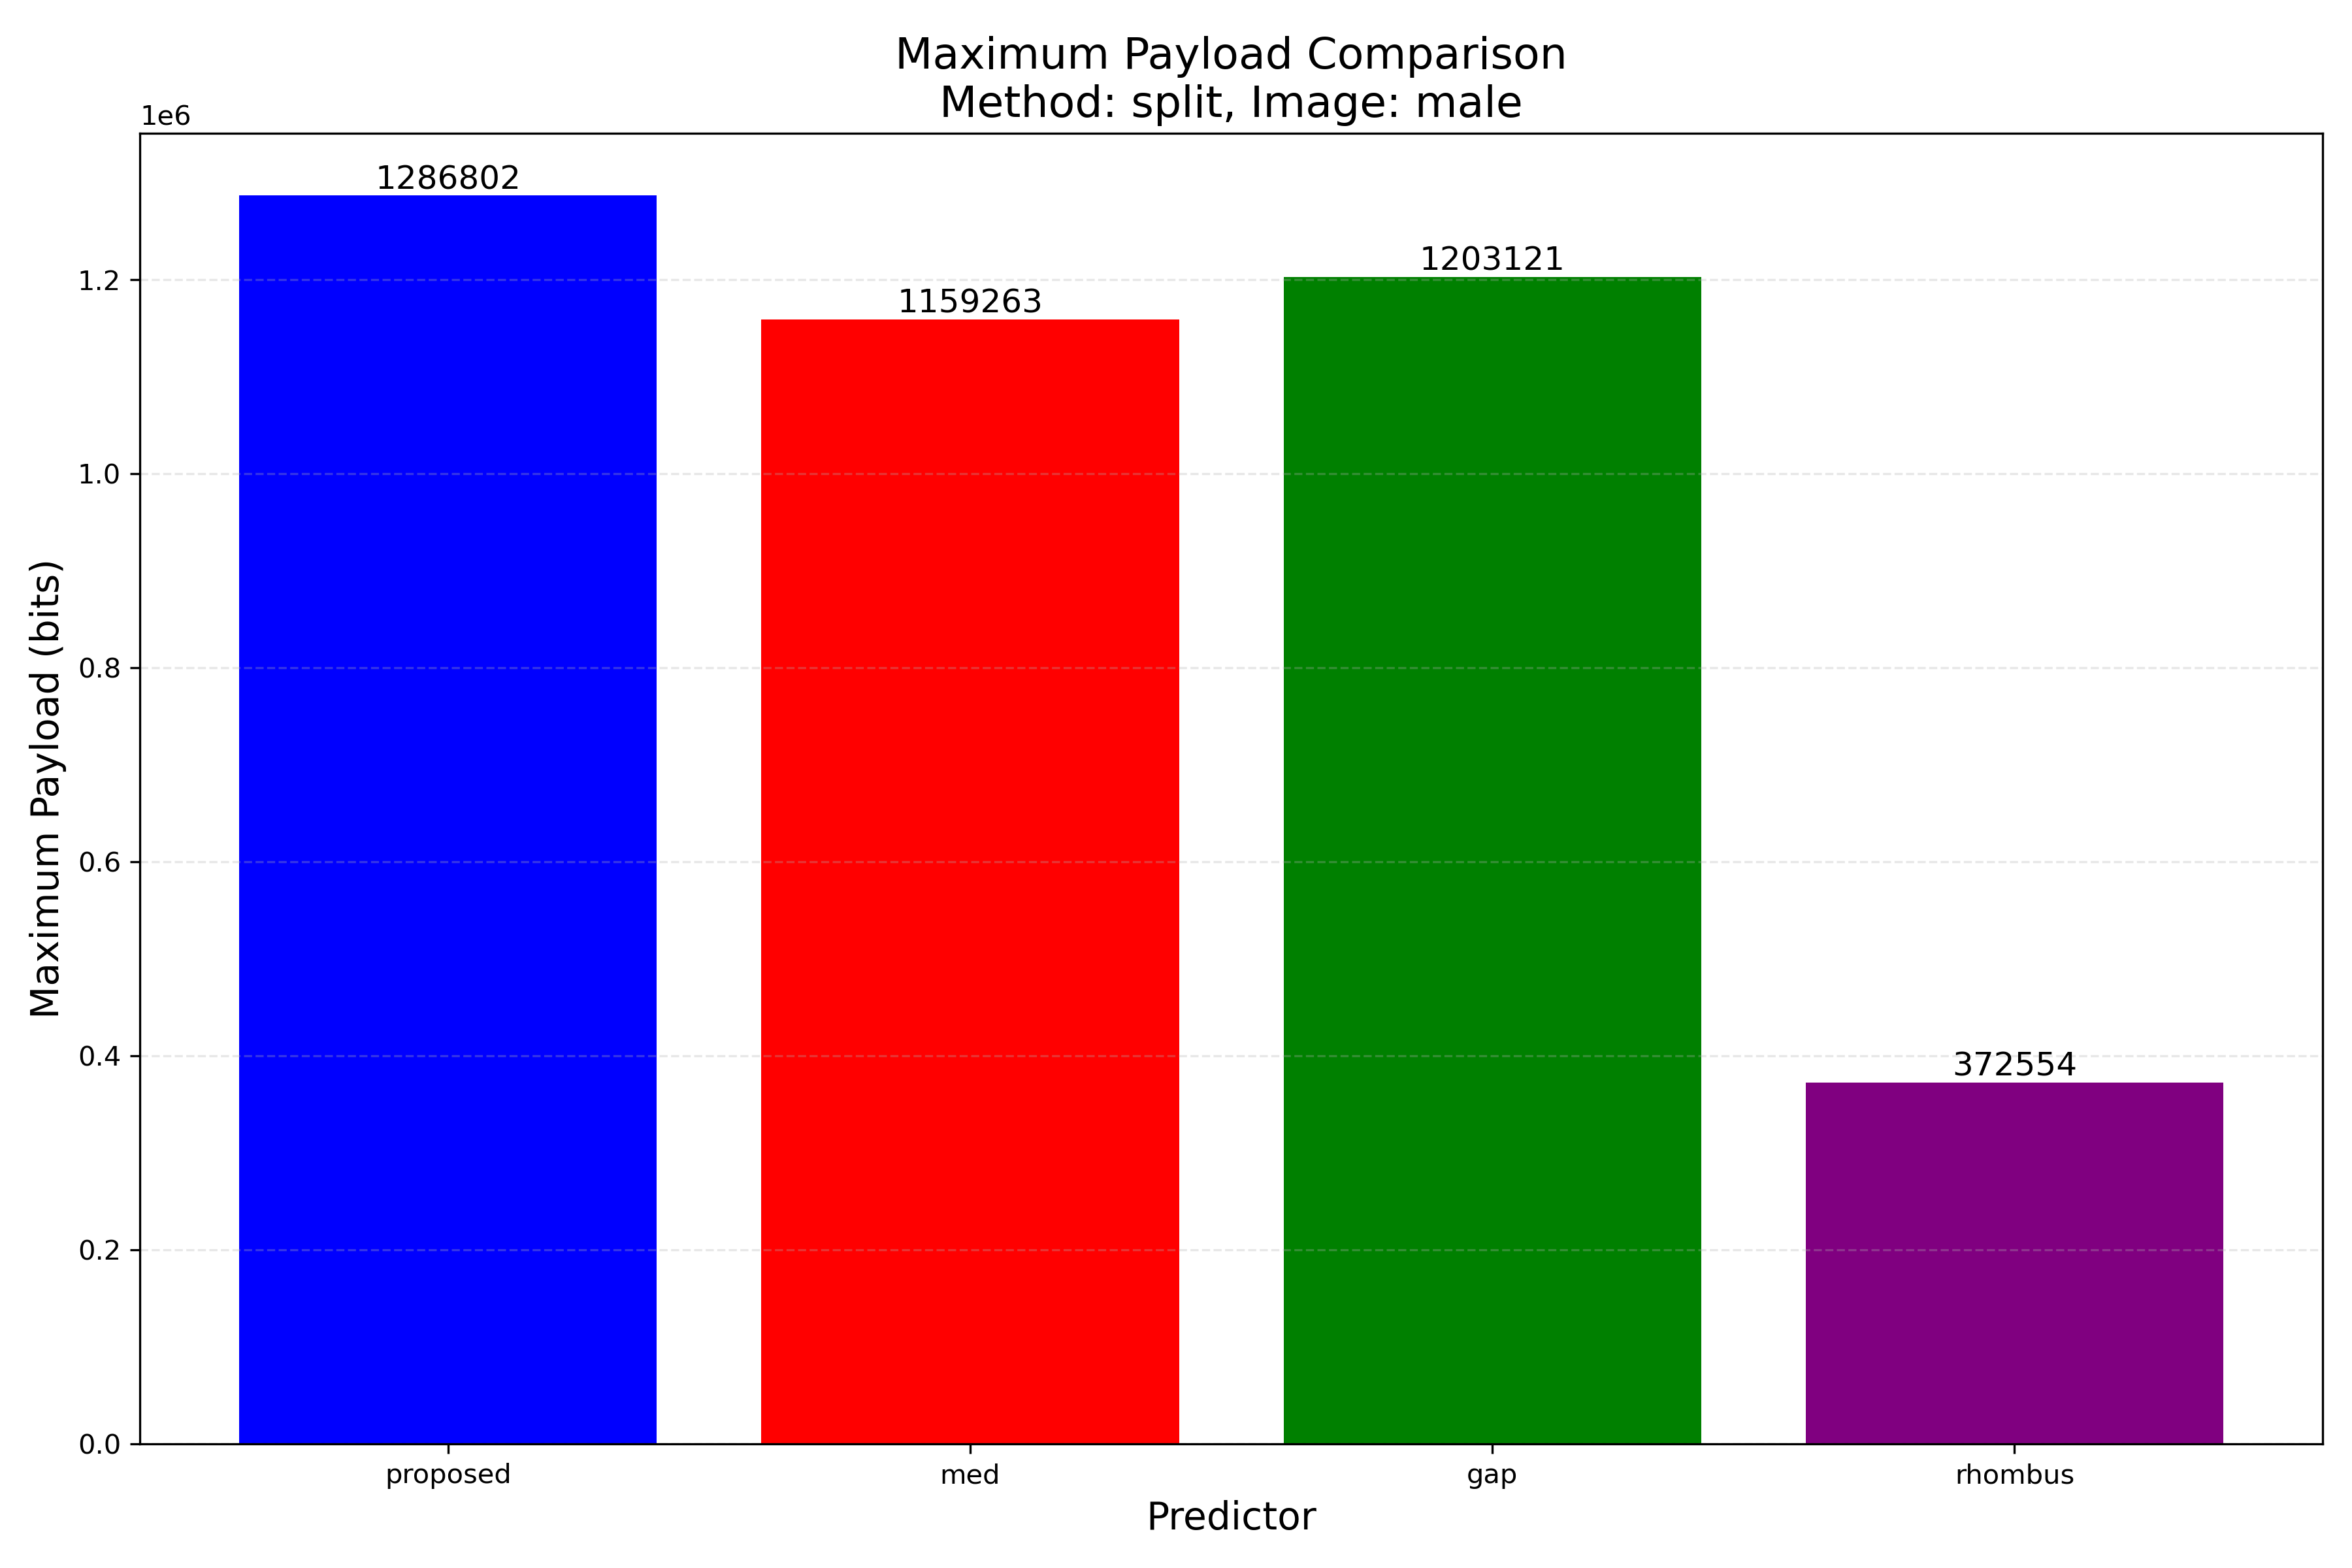 Maximum Payload Comparison
Method: split, Image: male
1e6
1286802
1203121
1159263
372554
1.2
1.0
0.8
0.6
0.4
0.2
0.0
Maximum Payload (bits)
proposed med gap rhombus
Predictor